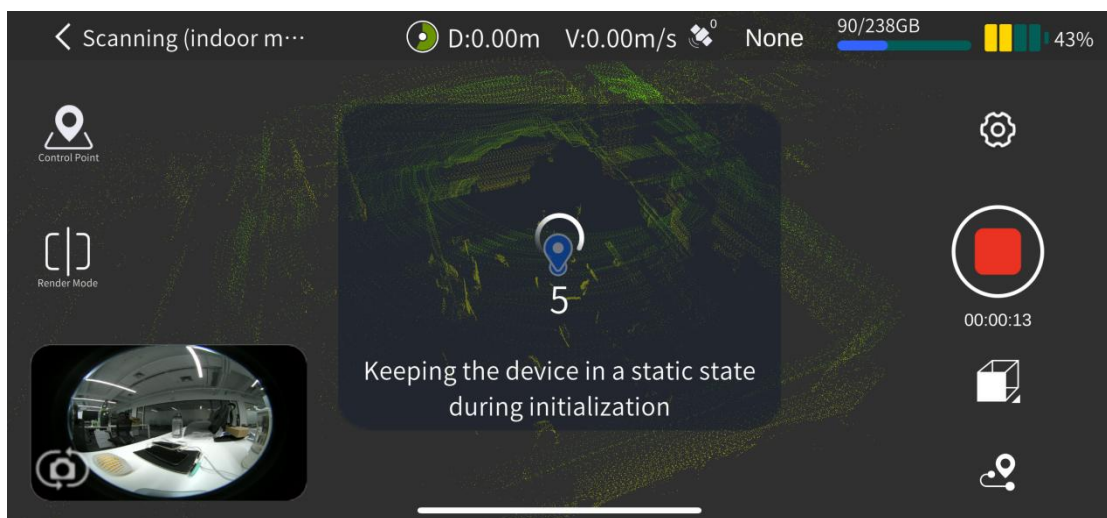 Scanning (indoor m···
D:0.00m
V:0.00m/s
0
None
90/238GB
43%
Control Point
Render Mode
5
Keeping the device in a static state
during initialization
00:00:13